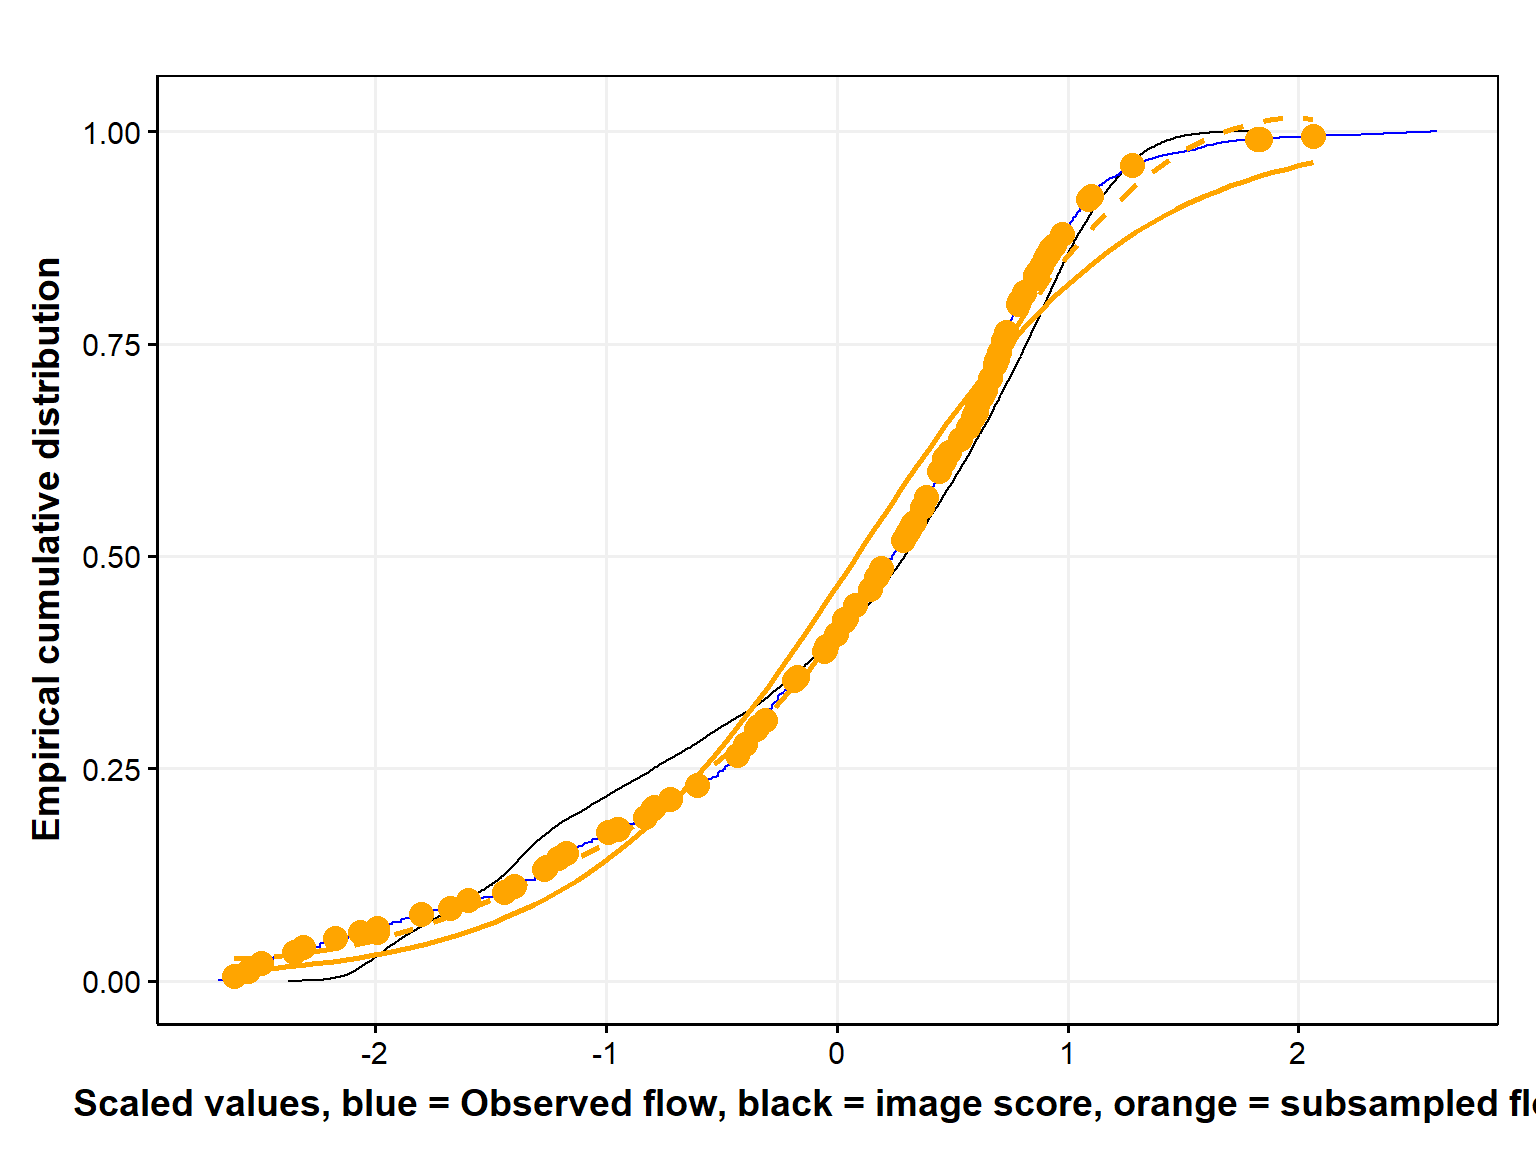 1.00
0.75
0.50
0.25
0.00
Empirical cumulative distribution
-2 -1 0 1 2
Scaled values, blue = Observed flow, black = image score, orange = subsampled